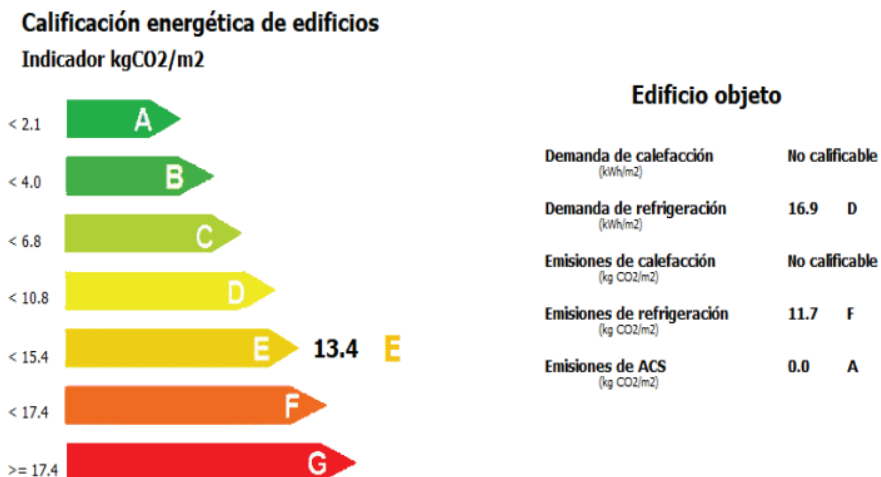 Calificación energética de edificios
Indicador kgCO2/m2
< 2.1 A
< 4.0 B
< 6.8 C
< 10.8 D
< 15.4 E 13.4 E
< 17.4 F
>= 17.4 G
Edificio objeto
Demanda de calefacción No calificable
(kWh/m2)
Demanda de refrigeración 16.9 D
(kWh/m2)
Emisiones de calefacción No calificable
(kg CO2/m2)
Emisiones de refrigeración 11.7 F
(kg CO2/m2)
Emisiones de ACS 0.0 A
(kg CO2/m2)